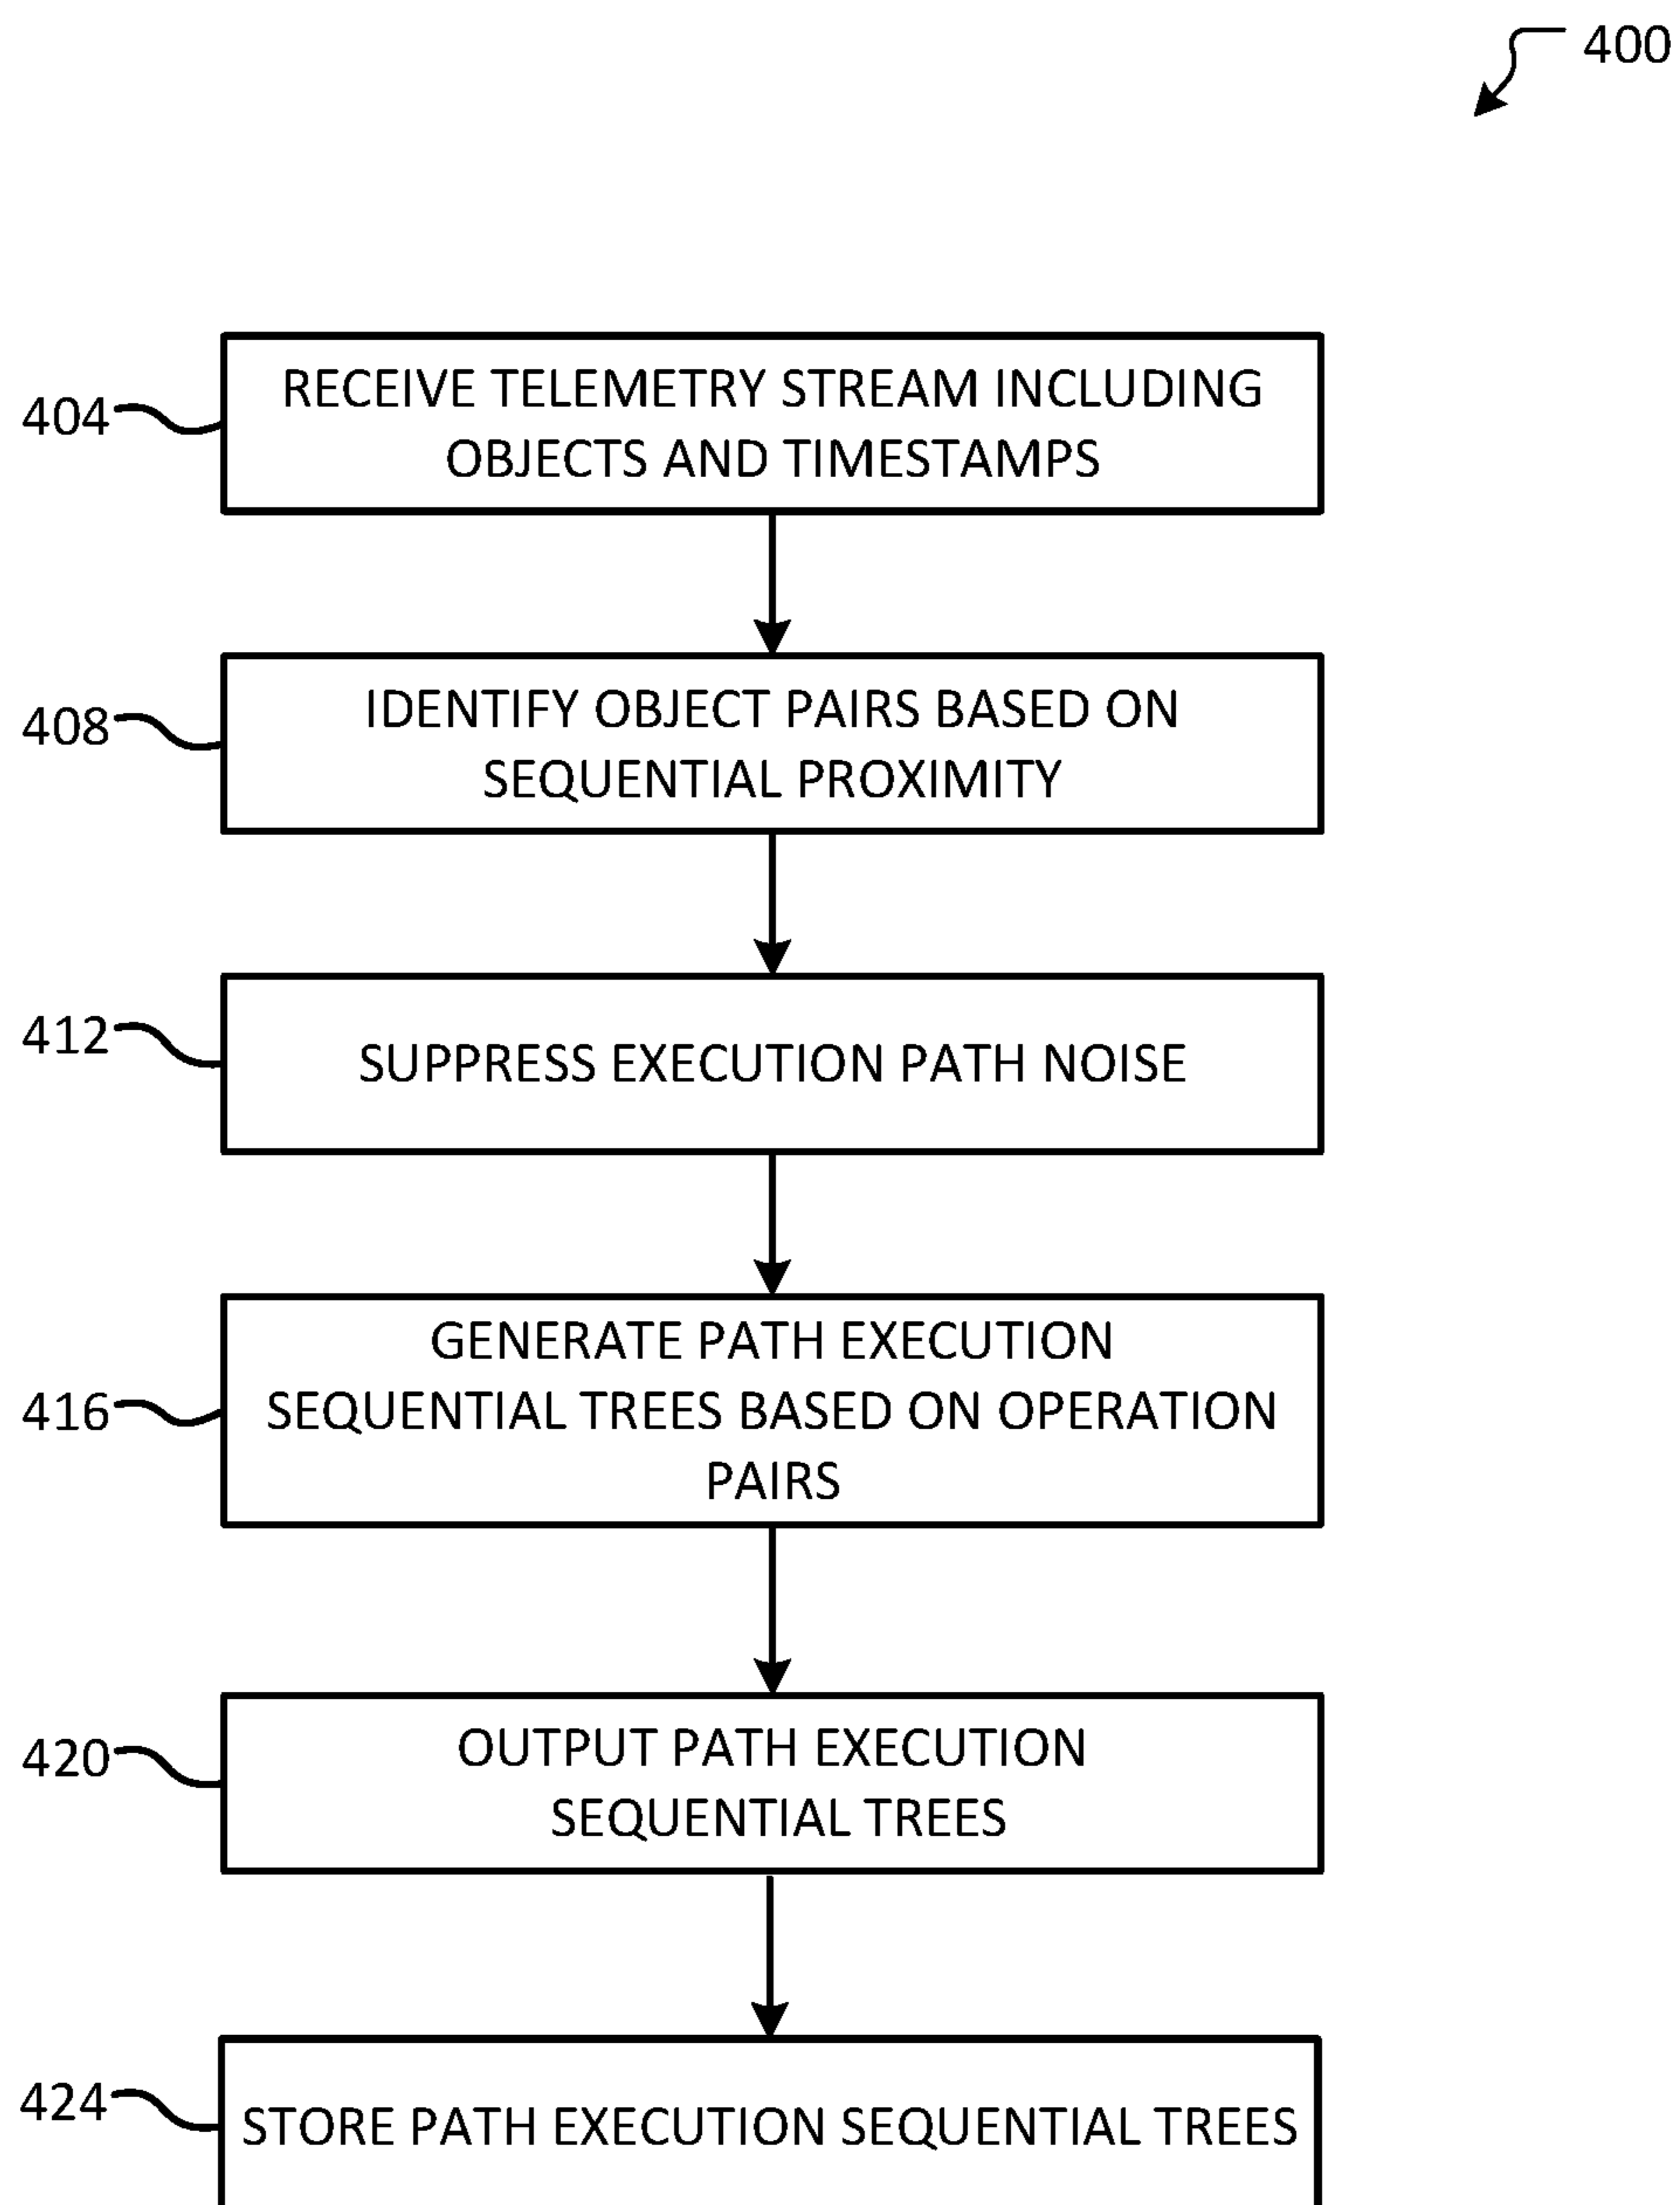 400
404
RECEIVE TELEMETRY STREAM INCLUDING
OBJECTS AND TIMESTAMPS
408
IDENTIFY OBJECT PAIRS BASED ON
SEQUENTIAL PROXIMITY
412
SUPPRESS EXECUTION PATH NOISE
416
GENERATE PATH EXECUTION
SEQUENTIAL TREES BASED ON OPERATION
PAIRS
420
OUTPUT PATH EXECUTION
SEQUENTIAL TREES
424
STORE PATH EXECUTION SEQUENTIAL TREES